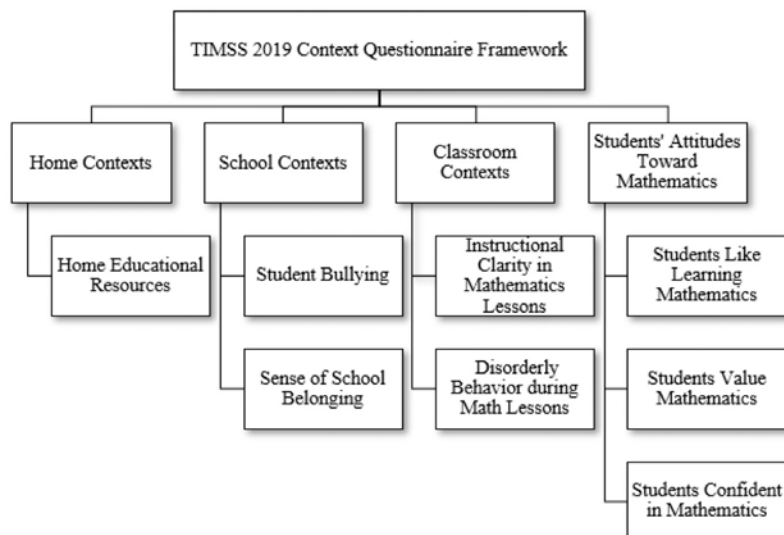 TIMSS 2019 Context Questionnaire Framework
Home Contexts
School Contexts
Classroom
Contexts
Students' Attitudes
Toward
Mathematics
Home Educational
Resources
Student Bullying
Sense of School
Belonging
Instructional
Clarity in
Mathematics
Lessons
Disorderly
Behavior during
Math Lessons
Students Like
Learning
Mathematics
Students Value
Mathematics
Students Confident
in Mathematics